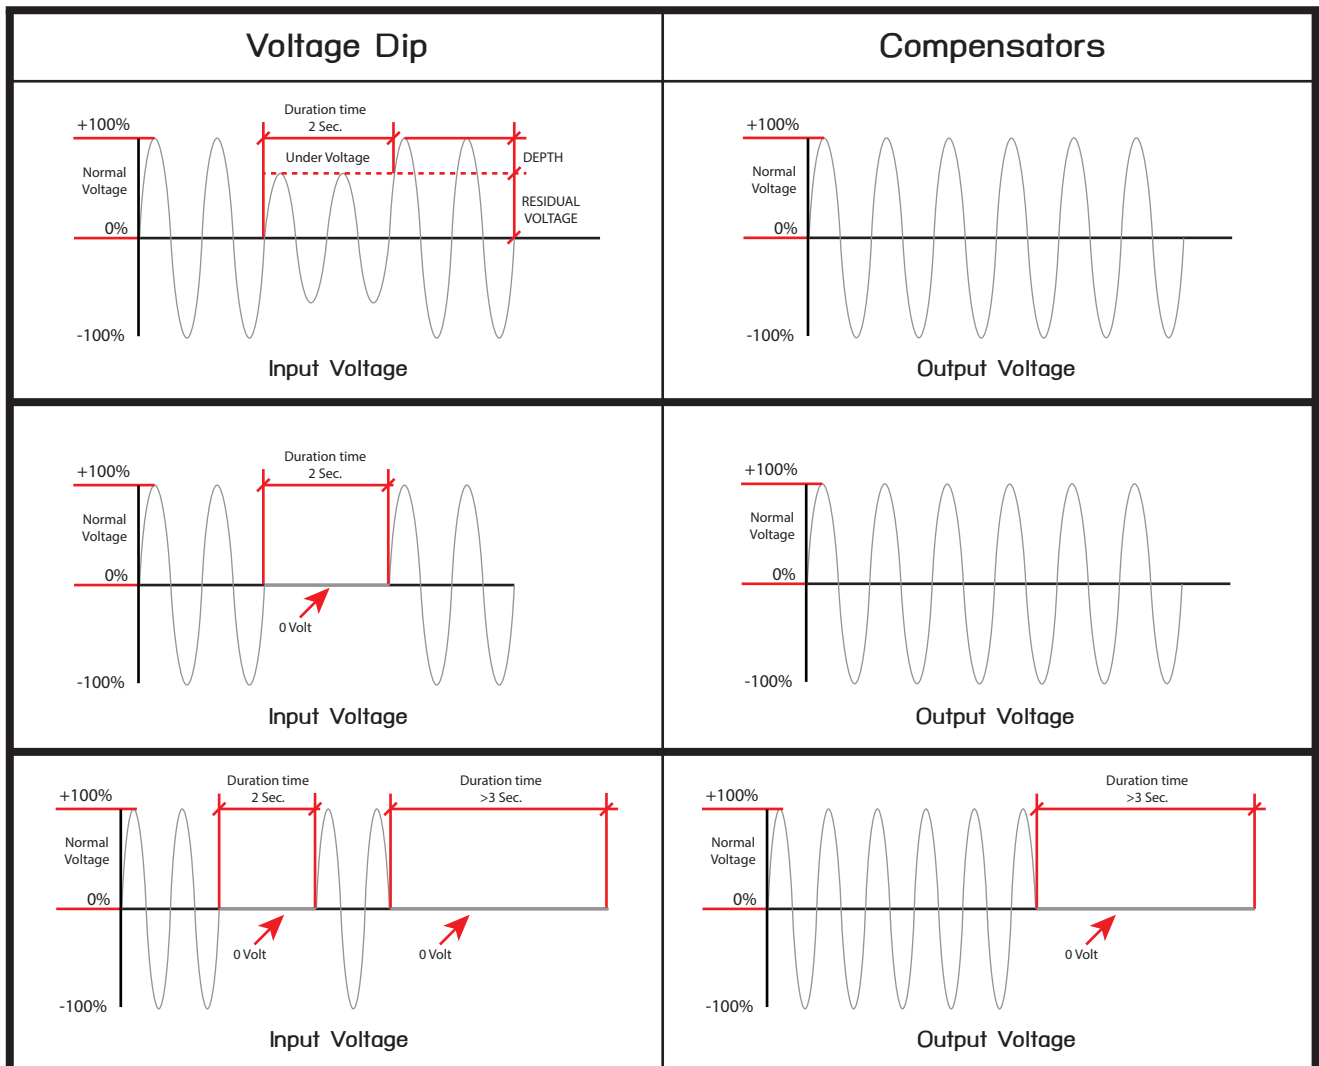 Voltage Dip
Compensators
Duration time
2 Sec.
+100%
Under Voltage
DEPTH
Normal
Voltage
RESIDUAL
VOLTAGE
0%
-100%
Input Voltage
+100%
Normal
Voltage
0%
-100%
Output Voltage
Duration time
2 Sec.
+100%
Normal
Voltage
0%
0 Volt
-100%
Input Voltage
+100%
Normal
Voltage
0%
-100%
Output Voltage
Duration time
2 Sec.
Duration time
>3 Sec.
+100%
Normal
Voltage
0%
0 Volt
0 Volt
-100%
Input Voltage
Duration time
>3 Sec.
+100%
Normal
Voltage
0%
0 Volt
-100%
Output Voltage